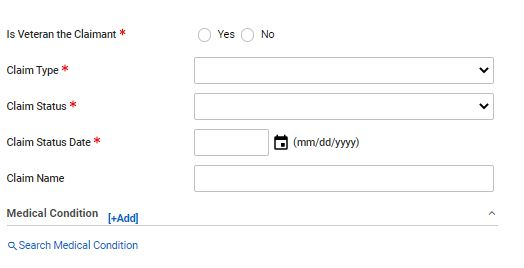 Is Veteran the Claimant * Yes No
Claim Type *
Claim Status *
Claim Status Date * (mm/dd/yyyy)
Claim Name
Medical Condition [+Add]
Search Medical Condition